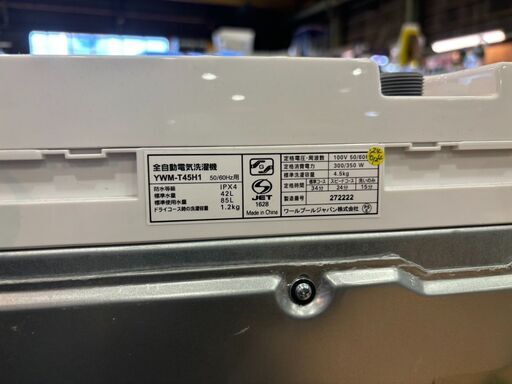 全自動電気洗濯機
YWM-T45H1 50/60Hz用
防水等級 IPX4
標準水量 42L
標準使用水量 85L
ドライコース時の洗濯容量 1.2kg
JET
1628
Made in China
定格電圧・周波数 100V 50/60
定格消費電力 300/350 W
標準洗濯容量 4.5kg
定格時間 標準コース スピードコース 洗いのみ
34分 24分 15分
製造番号 272222
ワールプールジャパン株式会社